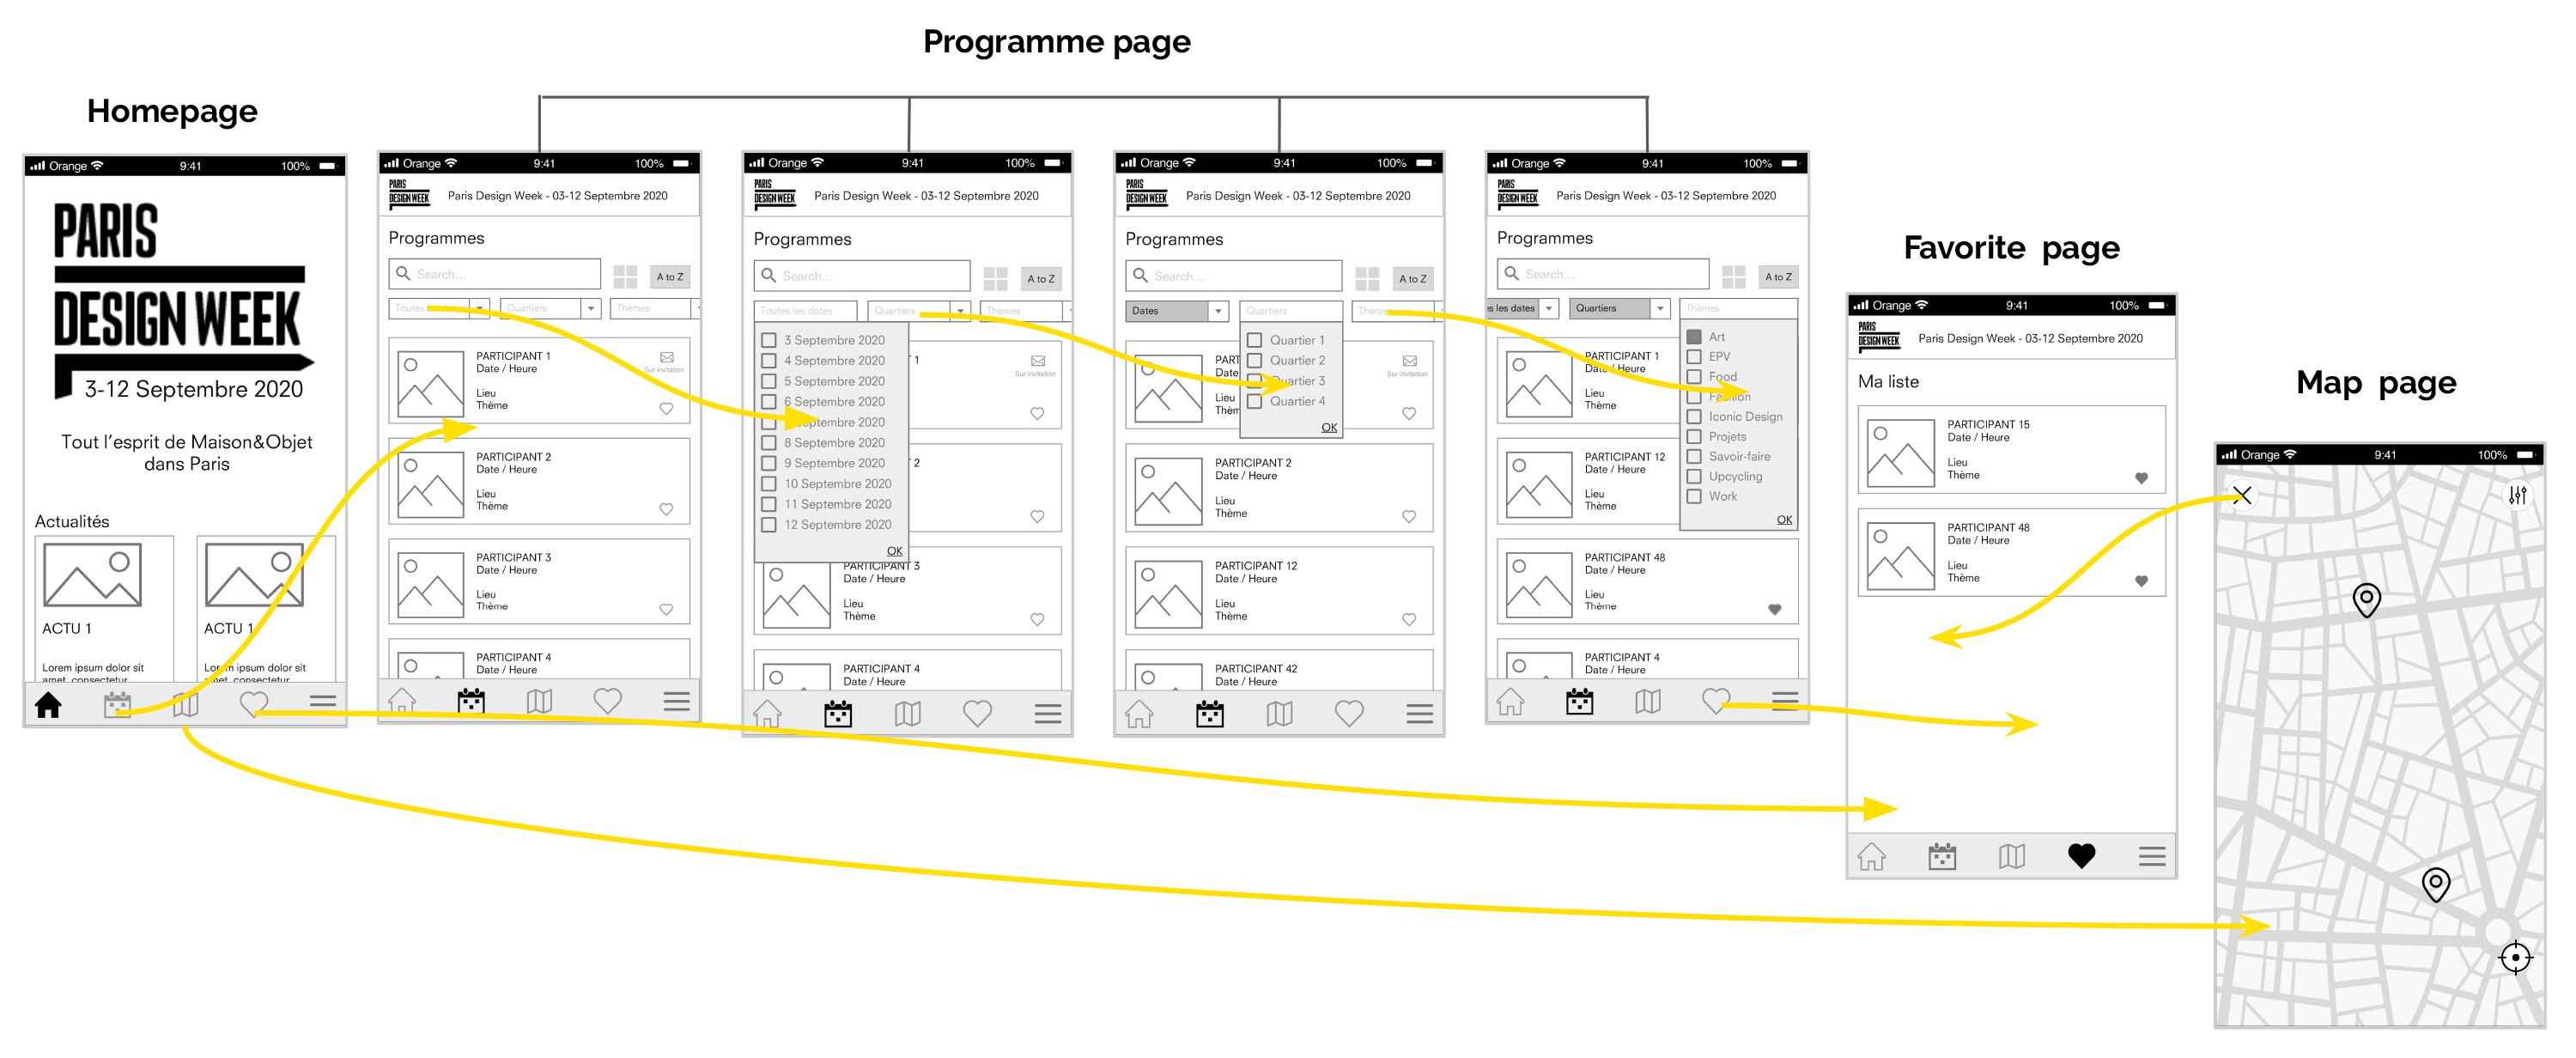 Programme page
Homepage
Orange 9:41 100%
PARIS
DESIGN WEEK
3-12 Septembre 2020
Tout l'esprit de Maison&Objet
dans Paris
Actualités
ACTU 1
Lorem ipsum dolor sit
amet, consectetur
ACTU 1
Lorem ipsum dolor sit
amet, consectetur
Orange 9:41 100%
PARIS
DESIGN WEEK
Paris Design Week - 03-12 Septembre 2020
Programmes
Search...
A to Z
Toutes
Quartiers
Thèmes
PARTICIPANT 1
Date / Heure
Lieu
Thème
Sur invitation
PARTICIPANT 2
Date / Heure
Lieu
Thème
PARTICIPANT 3
Date / Heure
Lieu
Thème
PARTICIPANT 4
Date / Heure
Orange 9:41 100%
PARIS
DESIGN WEEK
Paris Design Week - 03-12 Septembre 2020
Programmes
Search...
A to Z
Toutes les dates
Quartiers
Thèmes
3 Septembre 2020
4 Septembre 2020
5 Septembre 2020
6 Septembre 2020
Septembre 2020
8 Septembre 2020
9 Septembre 2020
10 Septembre 2020
11 Septembre 2020
12 Septembre 2020
OK
1
Sur invitation
2
PARTICIPANT 3
Date / Heure
Lieu
Thème
PARTICIPANT 4
Date / Heure
Orange 9:41 100%
PARIS
DESIGN WEEK
Paris Design Week - 03-12 Septembre 2020
Programmes
Search...
A to Z
Dates
Quartiers
Thèmes
Quartier 1
Quartier 2
Quartier 3
Quartier 4
OK
PART
Date
Lieu
Thèm
Sur invitation
PARTICIPANT 2
Date / Heure
Lieu
Thème
PARTICIPANT 12
Date / Heure
Lieu
Thème
PARTICIPANT 42
Date / Heure
Orange 9:41 100%
PARIS
DESIGN WEEK
Paris Design Week - 03-12 Septembre 2020
Programmes
Search...
A to Z
es les dates
Quartiers
Thèmes
Art
EPV
Food
Fashion
Iconic Design
Projets
Savoir-faire
Upcycling
Work
OK
PARTICIPANT 1
Date / Heure
Lieu
Thème
PARTICIPANT 12
Date / Heure
Lieu
Thème
PARTICIPANT 48
Date / Heure
Lieu
Thème
PARTICIPANT 4
Date / Heure
Favorite page
Orange 9:41 100%
PARIS
DESIGN WEEK
Paris Design Week - 03-12 Septembre 2020
Ma liste
PARTICIPANT 15
Date / Heure
Lieu
Thème
PARTICIPANT 48
Date / Heure
Lieu
Thème
Map page
Orange 9:41 100%